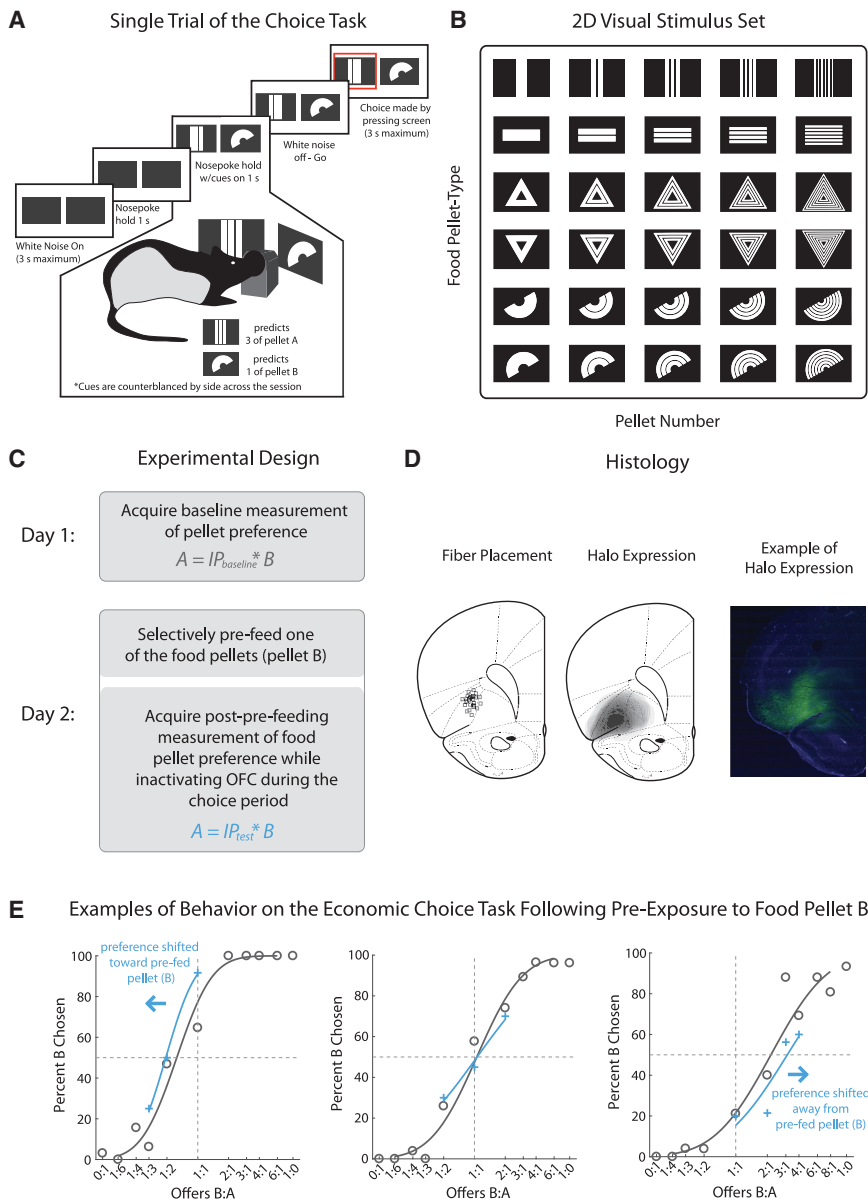 A
Single Trial of the Choice Task
Choice made by
pressing screen
(3 s maximum)
White noise
off - Go
Nosepoke hold
w/cues on 1 s
Nosepoke
hold 1 s
White Noise On
(3 s maximum)
predicts
3 of pellet A
predicts
1 of pellet B
*Cues are counterblanced by side across the session
B
2D Visual Stimulus Set
Food Pellet-Type
Pellet Number
C
Experimental Design
Day 1:
Acquire baseline measurement
of pellet preference
A = IPbaseline* B
Day 2:
Selectively pre-feed one
of the food pellets (pellet B)
Acquire post-pre-feeding
measurement of food
pellet preference while
inactivating OFC during the
choice period
A = IPtest* B
D
Histology
Fiber Placement
Halo Expression
Example of
Halo Expression
E
Examples of Behavior on the Economic Choice Task Following Pre-Exposure to Food Pellet B
Percent B Chosen
100
80
60
40
20
0
preference shifted
toward pre-fed
pellet (B)
0:1 1:6 1:4 1:3 1:2 1:1 2:1 3:1 4:1 6:1 1:0
Offers B:A
Percent B Chosen
100
80
60
40
20
0
0:1 1:6 1:4 1:3 1:2 1:1 2:1 3:1 4:1 6:1 1:0
Offers B:A
Percent B Chosen
100
80
60
40
20
0
preference shifted
away from
pre-fed pellet (B)
0:1 1:4 1:3 1:2 1:1 2:1 3:1 4:1 6:1 8:1 1:0
Offers B:A